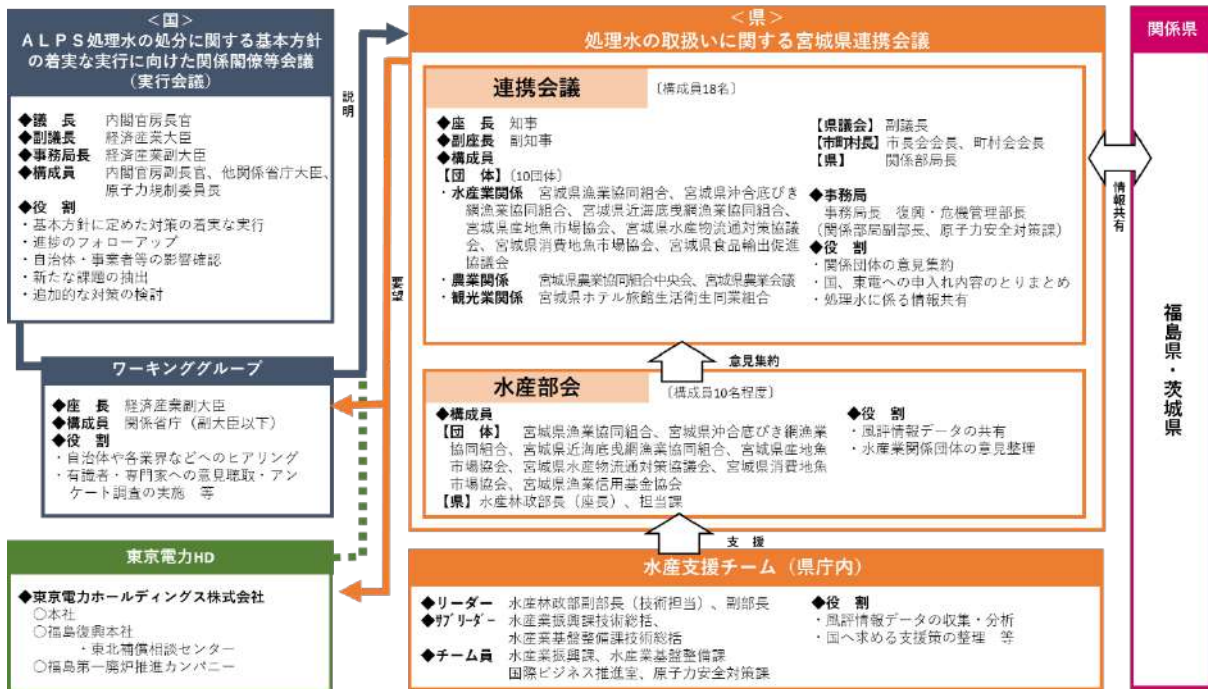 ＜国＞
ＡＬＰＳ処理水の処分に関する基本方針
の着実な実行に向けた関係閣僚等会議
（実行会議）
◆議　長　内閣官房長官
◆副議長　経済産業大臣
◆事務局長　経済産業副大臣
◆構成員　内閣官房副長官、他関係省庁大臣、
原子力規制委員長
◆役　割
・基本方針に定めた対策の着実な実行
・進捗のフォローアップ
・自治体・事業者等の影響確認
・新たな課題の抽出
・追加的な対策の検討
ワーキンググループ
◆座　長　経済産業副大臣
◆構成員　関係省庁（副大臣以下）
◆役　割
・自治体や各業界などへのヒアリング
・有識者・専門家への意見聴取・アン
ケート調査の実施　等
東京電力HD
◆東京電力ホールディングス株式会社
○本社
○福島復興本社
・東北補償相談センター
○福島第一廃炉推進カンパニー
説明
＜県＞
処理水の取扱いに関する宮城県連携会議
連携会議
〔構成員18名〕
◆座　長　知事
◆副座長　副知事
◆構成員
【団　体】（10団体）
・水産業関係　宮城県漁業協同組合、宮城県沖合底びき
網漁業協同組合、宮城県近海底曳網漁業協同組合、
宮城県産地魚市場協会、宮城県水産物流通対策協議
会、宮城県消費地魚市場協会、宮城県食品輸出促進
協議会
・農業関係　宮城県農業協同組合中央会、宮城県農業会議
・観光業関係　宮城県ホテル旅館生活衛生同業組合
【県議会】副議長
【市町村長】市長会会長、町村会会長
【県】　関係部局長
◆事務局
事務局長　復興・危機管理部長
（関係部局副部長、原子力安全対策課）
◆役　割
・関係団体の意見集約
・国、東電への申入れ内容のとりまとめ
・処理水に係る情報共有
意見集約
水産部会
〔構成員10名程度〕
◆構成員
【団　体】　宮城県漁業協同組合、宮城県沖合底びき網漁業
協同組合、宮城県近海底曳網漁業協同組合、宮城県産地魚
市場協会、宮城県水産物流通対策協議会、宮城県消費地魚
市場協会、宮城県漁業信用基金協会
【県】水産林政部長（座長）、担当課
◆役　割
・風評情報データの共有
・水産業関係団体の意見整理
支　援
水産支援チーム（県庁内）
◆リーダー　水産林政部副部長（技術担当）、副部長
◆ｻﾌﾞﾘｰﾀﾞｰ　水産業振興課技術総括、
水産業基盤整備課技術総括
◆チーム員　水産業振興課、水産業基盤整備課
国際ビジネス推進室、原子力安全対策課
◆役　割
・風評情報データの収集・分析
・国へ求める支援策の整理　等
情報共有
関係県
福島県・茨城県